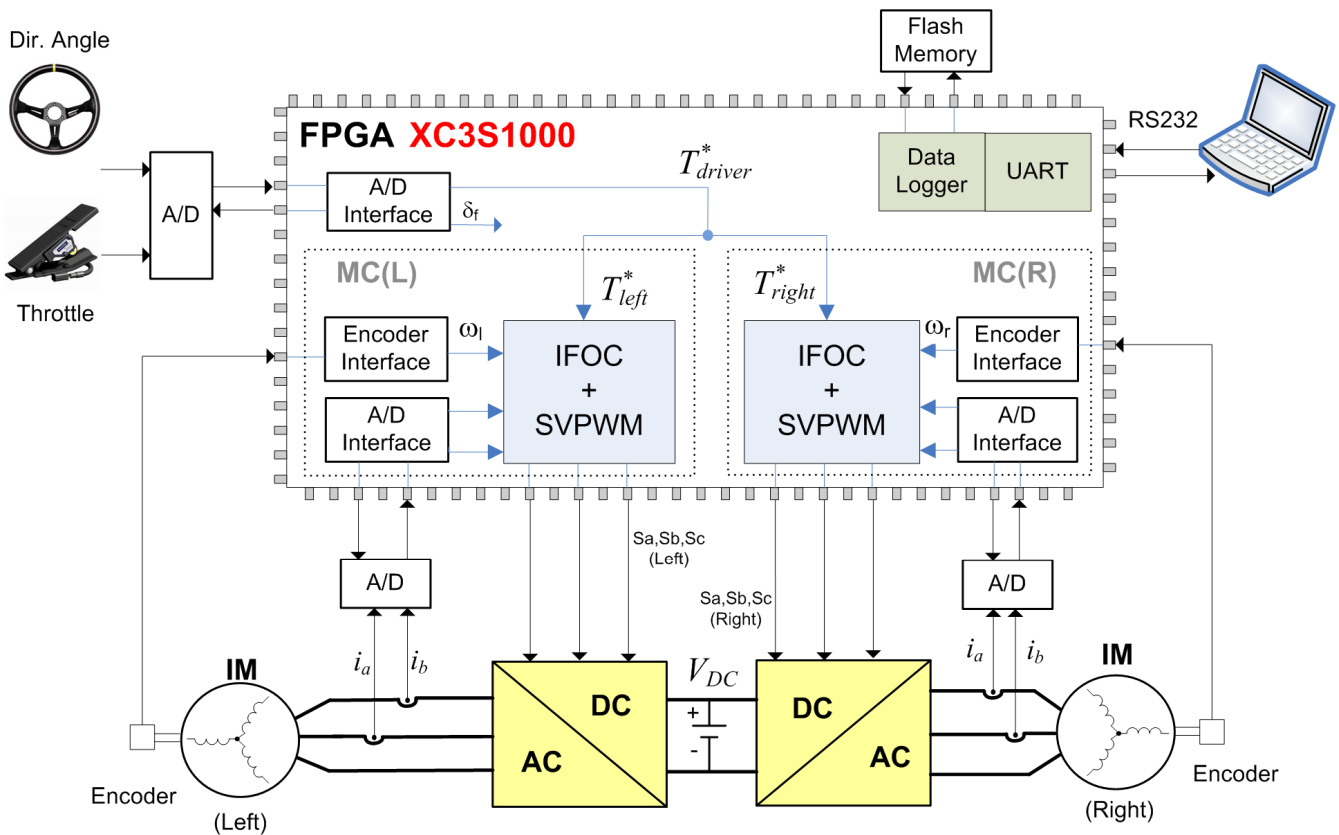 Dir. Angle
Throttle
A/D
Flash
Memory
RS232
FPGA XC3S1000
Data
Logger
UART
A/D
Interface
T*driver
δf
MC(L)
MC(R)
T*left
T*right
Encoder
Interface
ωl
IFOC
+
SVPWM
A/D
Interface
IFOC
+
SVPWM
ωr
Encoder
Interface
A/D
Interface
Sa,Sb,Sc
(Left)
Sa,Sb,Sc
(Right)
A/D
A/D
ia
ib
ia
ib
IM
IM
DC
AC
VDC
+
-
DC
AC
Encoder
(Left)
Encoder
(Right)